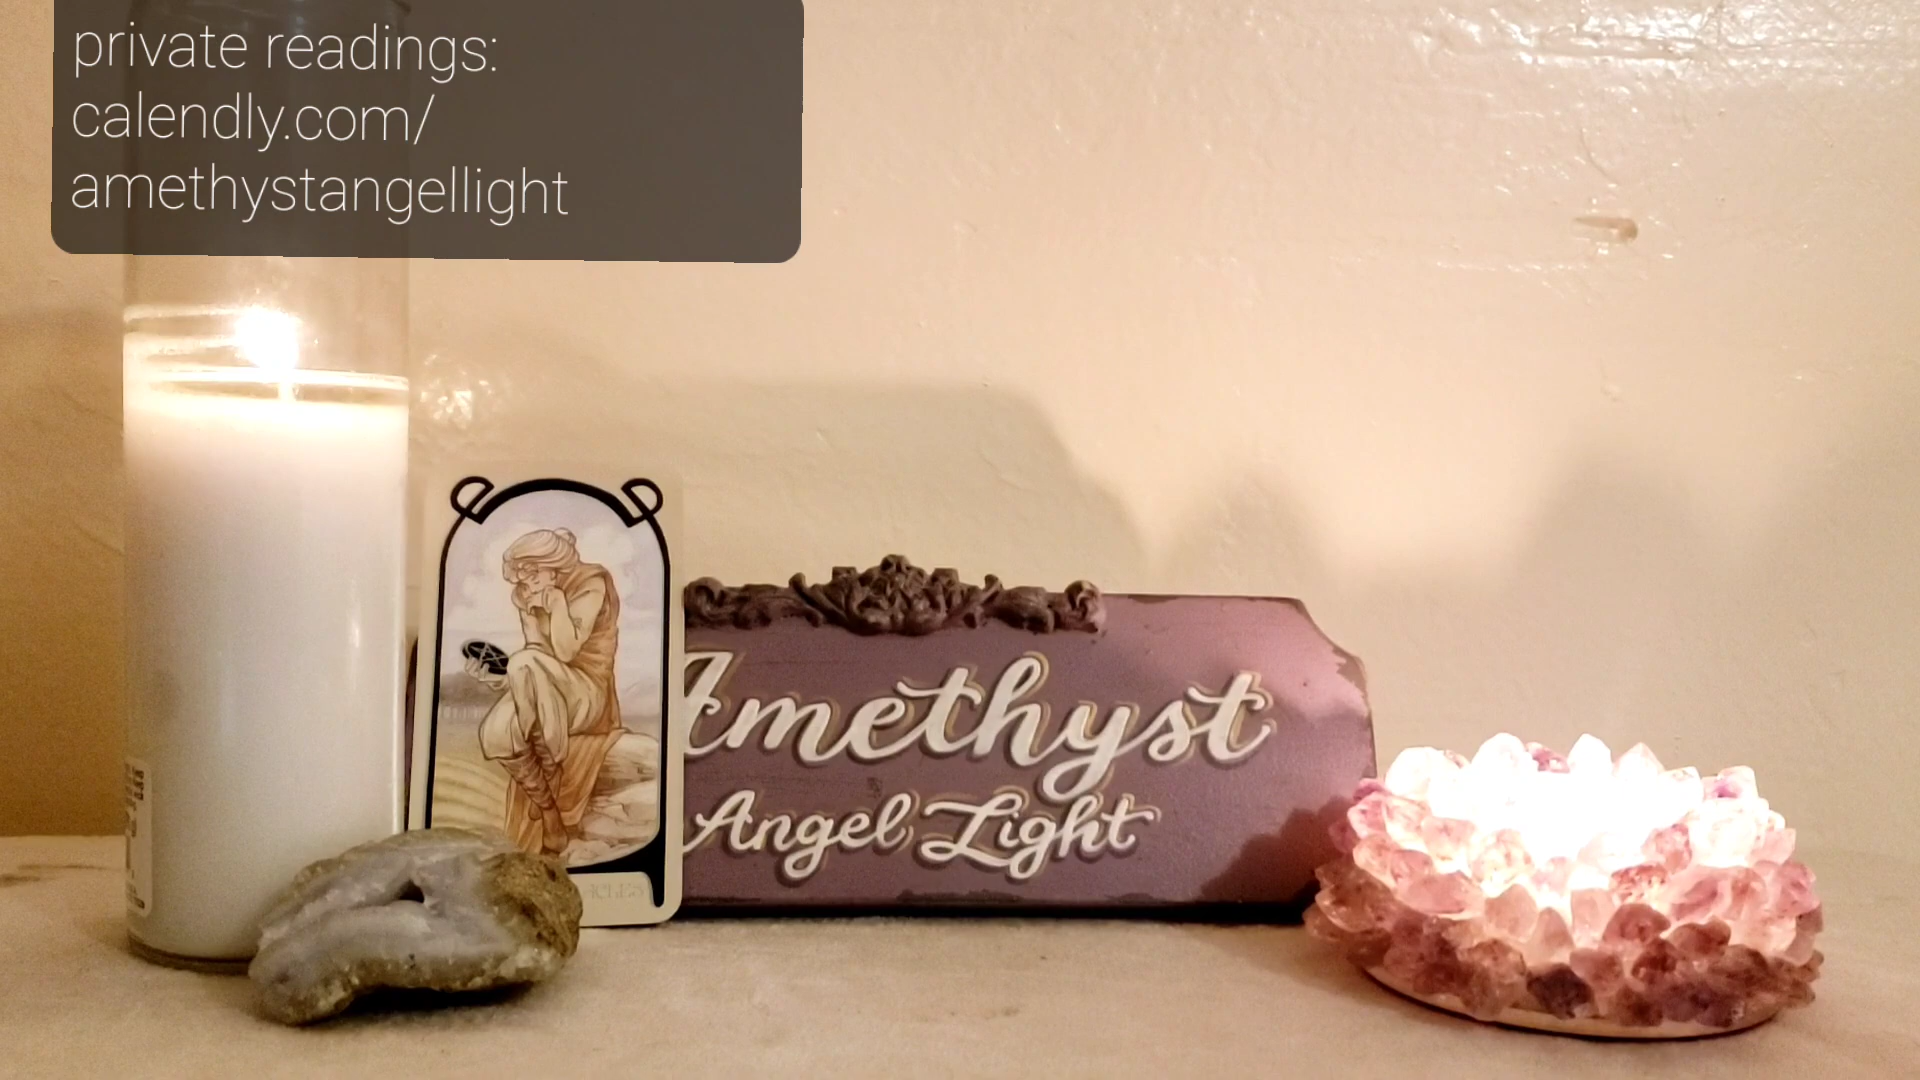 private readings:
calendly.com/
amethystangellight
Amethyst
Angel Light